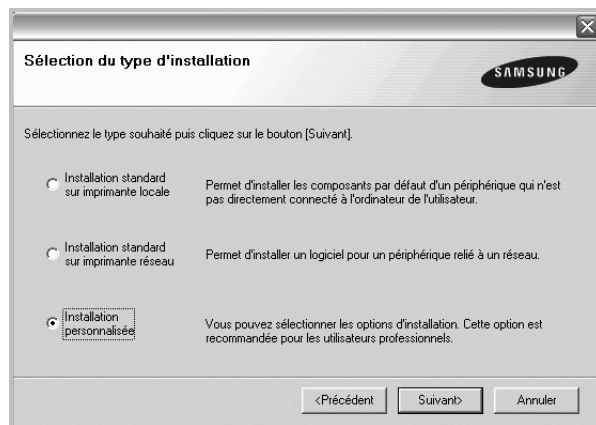 Sélection du type d'installation
SAMSUNG
Sélectionnez le type souhaité puis cliquez sur le bouton [Suivant].
Installation standard
sur imprimante locale
Permet d'installer les composants par défaut d'un périphérique qui n'est
pas directement connecté à l'ordinateur de l'utilisateur.
Installation standard
sur imprimante réseau
Permet d'installer un logiciel pour un périphérique relié à un réseau.
Installation
personnalisée
Vous pouvez sélectionner les options d'installation. Cette option est
recommandée pour les utilisateurs professionnels.
<Précédent
Suivant>
Annuler